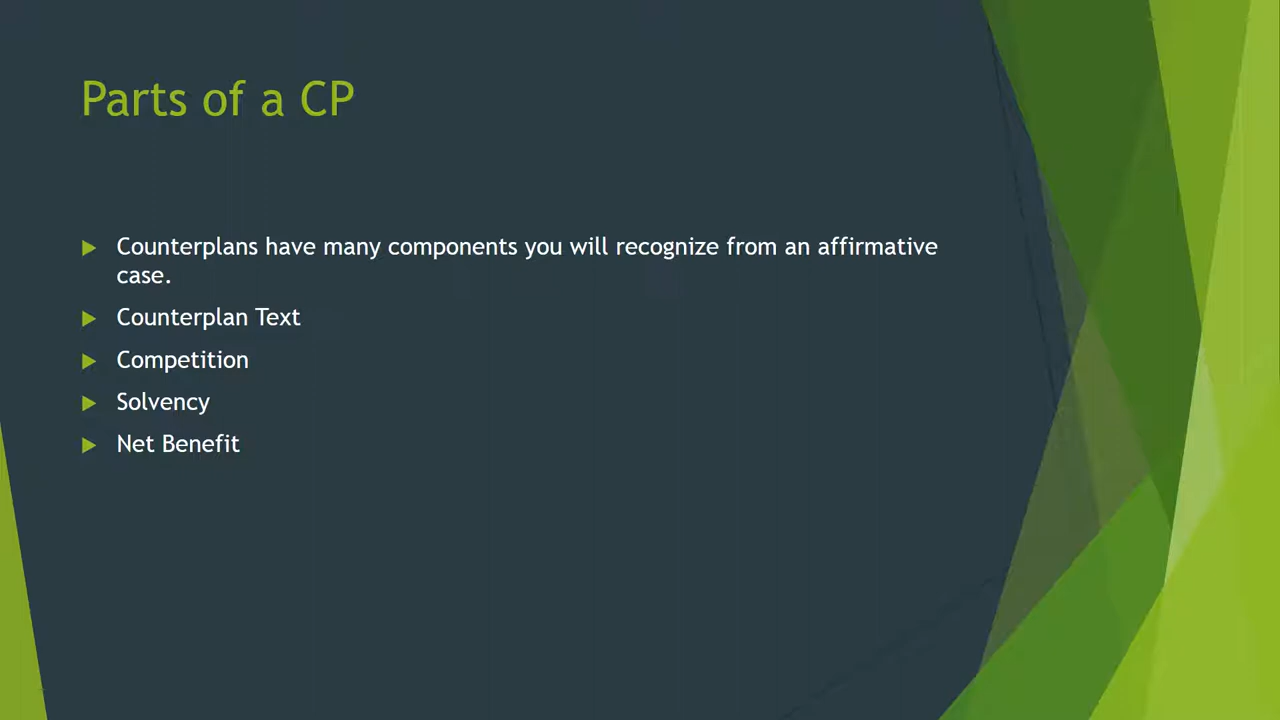 Parts of a CP
Counterplans have many components you will recognize from an affirmative
case.
Counterplan Text
Competition
Solvency
Net Benefit